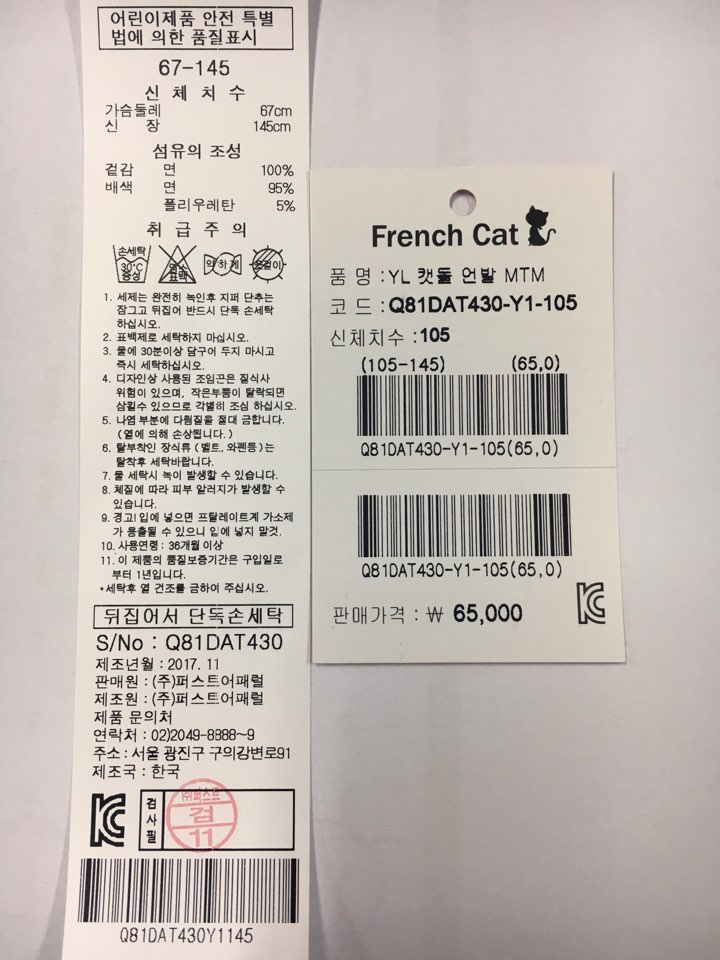 어린이제품 안전 특별
법에 의한 품질표시
67-145
신 체 치 수
가슴둘레 67cm
신 장 145cm
섬유의 조성
겉감 면 100%
배색 면 95%
폴리우레탄 5%
취 급 주 의
손세탁
30°C
중성
염소
표백
약하게
옷걸이
1. 세제는 완전히 녹인후 지퍼 단추는
잠그고 뒤집어 반드시 단독 손세탁
하십시오.
2. 표백제로 세탁하지 마십시오.
3. 물에 30분이상 담구어 두지 마시고
즉시 세탁하십시오.
4. 디자인상 사용된 조임끈은 질식사
위험이 있으며, 작은부품이 탈락되면
삼킬수 있으므로 각별히 조심 하십시오.
5. 나염 부분에 다림질을 절대 금합니다.
(열에 의해 손상됩니다.)
6. 탈부착인 장식류(벨트, 와펜등)는
탈착후 세탁바랍니다.
7. 물 세탁시 녹이 발생할 수 있습니다.
8. 체질에 따라 피부 알러지가 발생할 수
있습니다.
9. 경고! 입에 넣으면 프탈레이트계 가소제
가 용출될 수 있으니 입에 넣지 말것.
10. 사용연령 : 36개월 이상
11. 이 제품의 품질보증기간은 구입일로
부터 1년입니다.
*세탁후 열 건조를 금하여 주십시오.
뒤집어서 단독손세탁
S/No : Q81DAT430
제조년월 : 2017. 11
판매원 : (주)퍼스트어패럴
제조원 : (주)퍼스트어패럴
제품 문의처
연락처 : 02)2049-8888~9
주소 : 서울 광진구 구의강변로91
제조국 : 한국
KC
검사필
㈜퍼스트
검
11
Q81DAT430Y1145
French Cat
품 명 : YL 캣돌 언발 MTM
코 드 : Q81DAT430-Y1-105
신체치수 : 105
(105-145) (65,0)
Q81DAT430-Y1-105(65,0)
Q81DAT430-Y1-105(65,0)
판매가격 : ₩ 65,000
KC